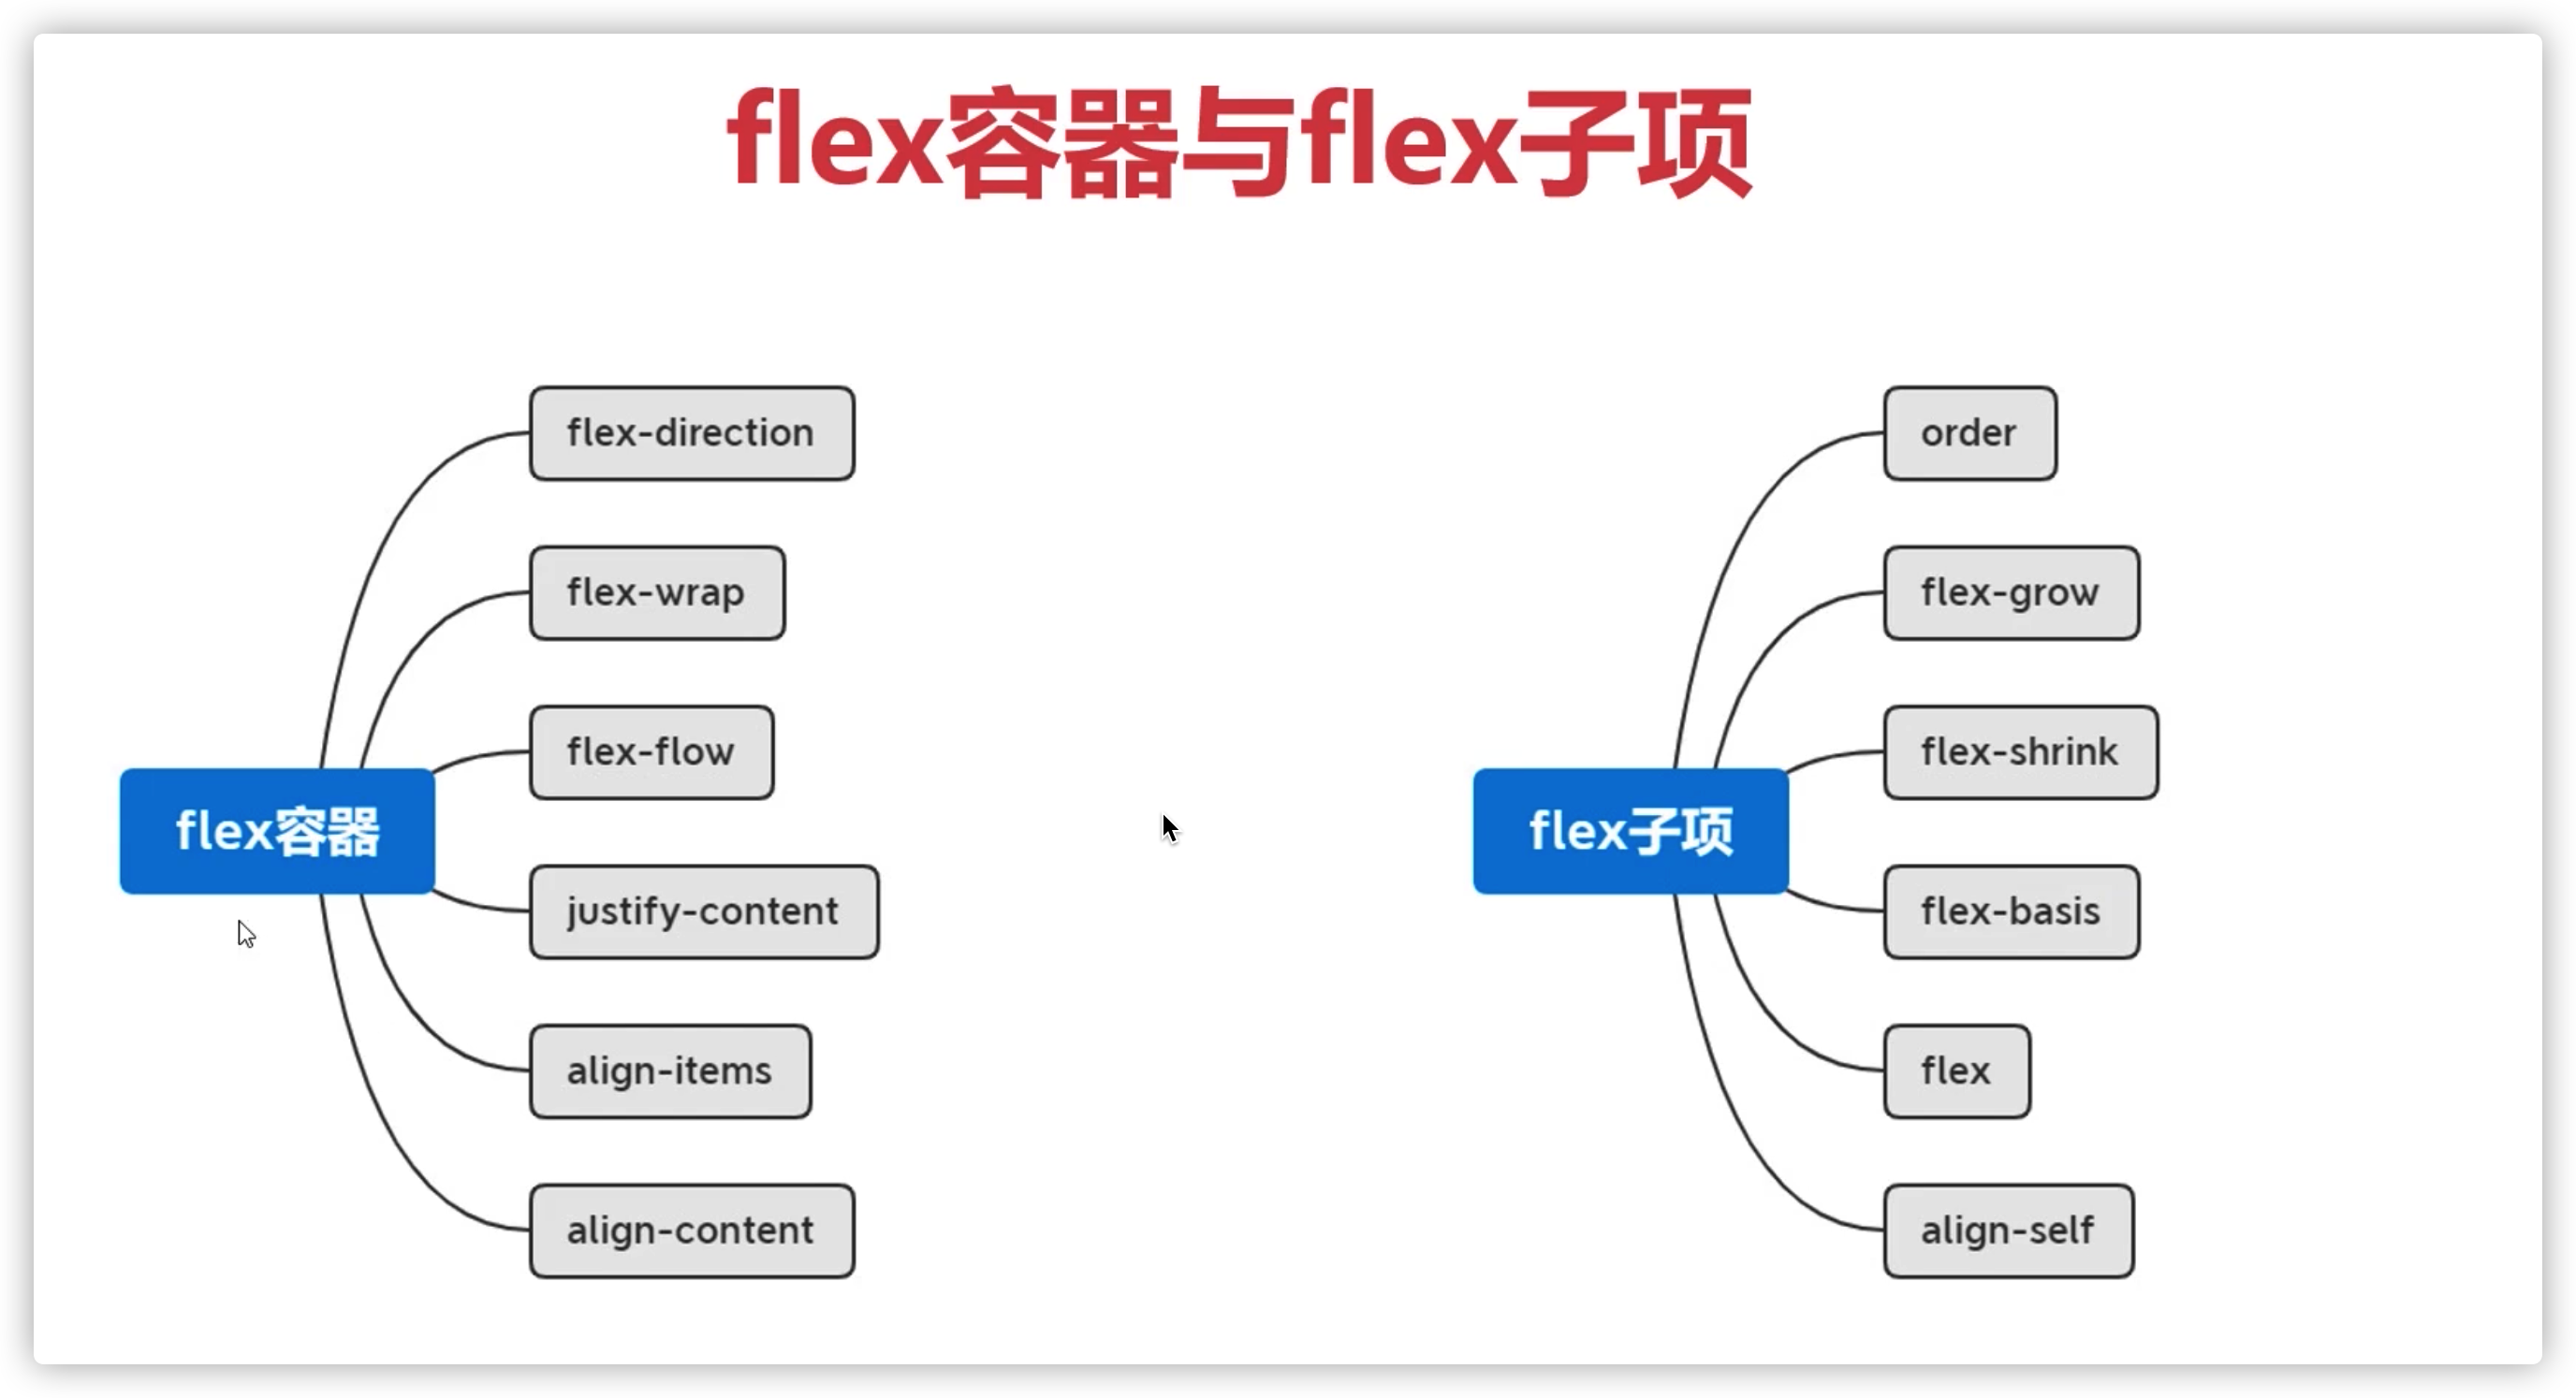 flex容器与flex子项
flex容器
flex-direction
flex-wrap
flex-flow
justify-content
align-items
align-content
flex子项
order
flex-grow
flex-shrink
flex-basis
flex
align-self